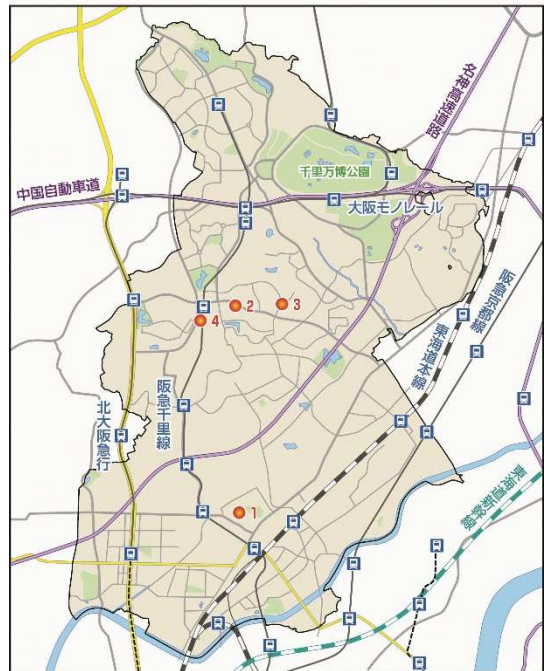 名神高速道路
千里万博公園
中国自動車道
大阪モノレール
阪急京都線
2
3
4
東海道本線
阪急千里線
北大阪急行
東海道新幹線
1